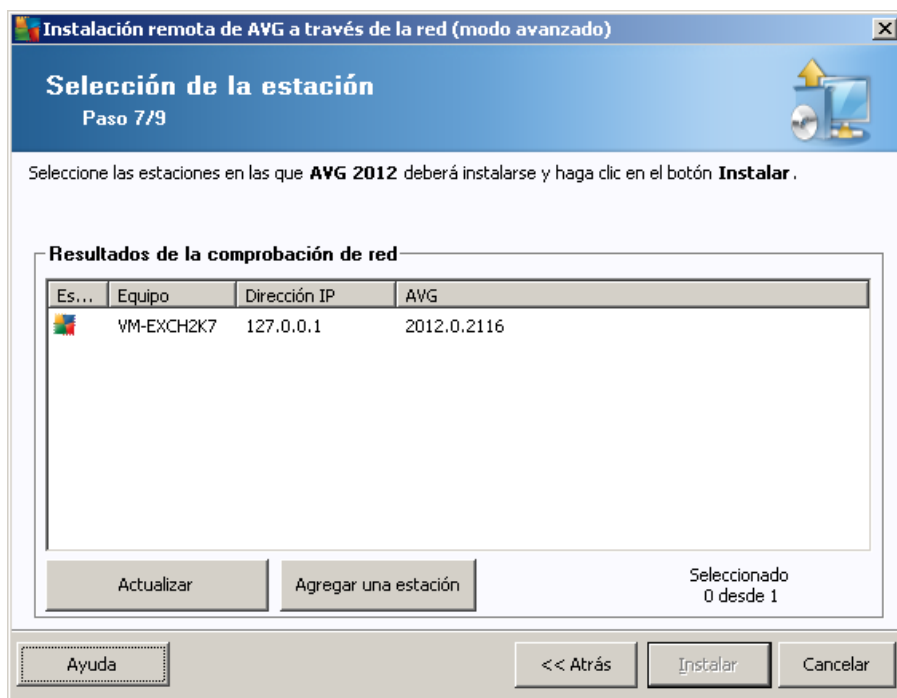 Instalación remota de AVG a través de la red (modo avanzado)
Selección de la estación
Paso 7/9
Seleccione las estaciones en las que AVG 2012 deberá instalarse y haga clic en el botón Instalar.
Resultados de la comprobación de red
Es... Equipo Dirección IP AVG
VM-EXCH2K7 127.0.0.1 2012.0.2116
Actualizar Agregar una estación Seleccionado
0 desde 1
Ayuda << Atrás Instalar Cancelar